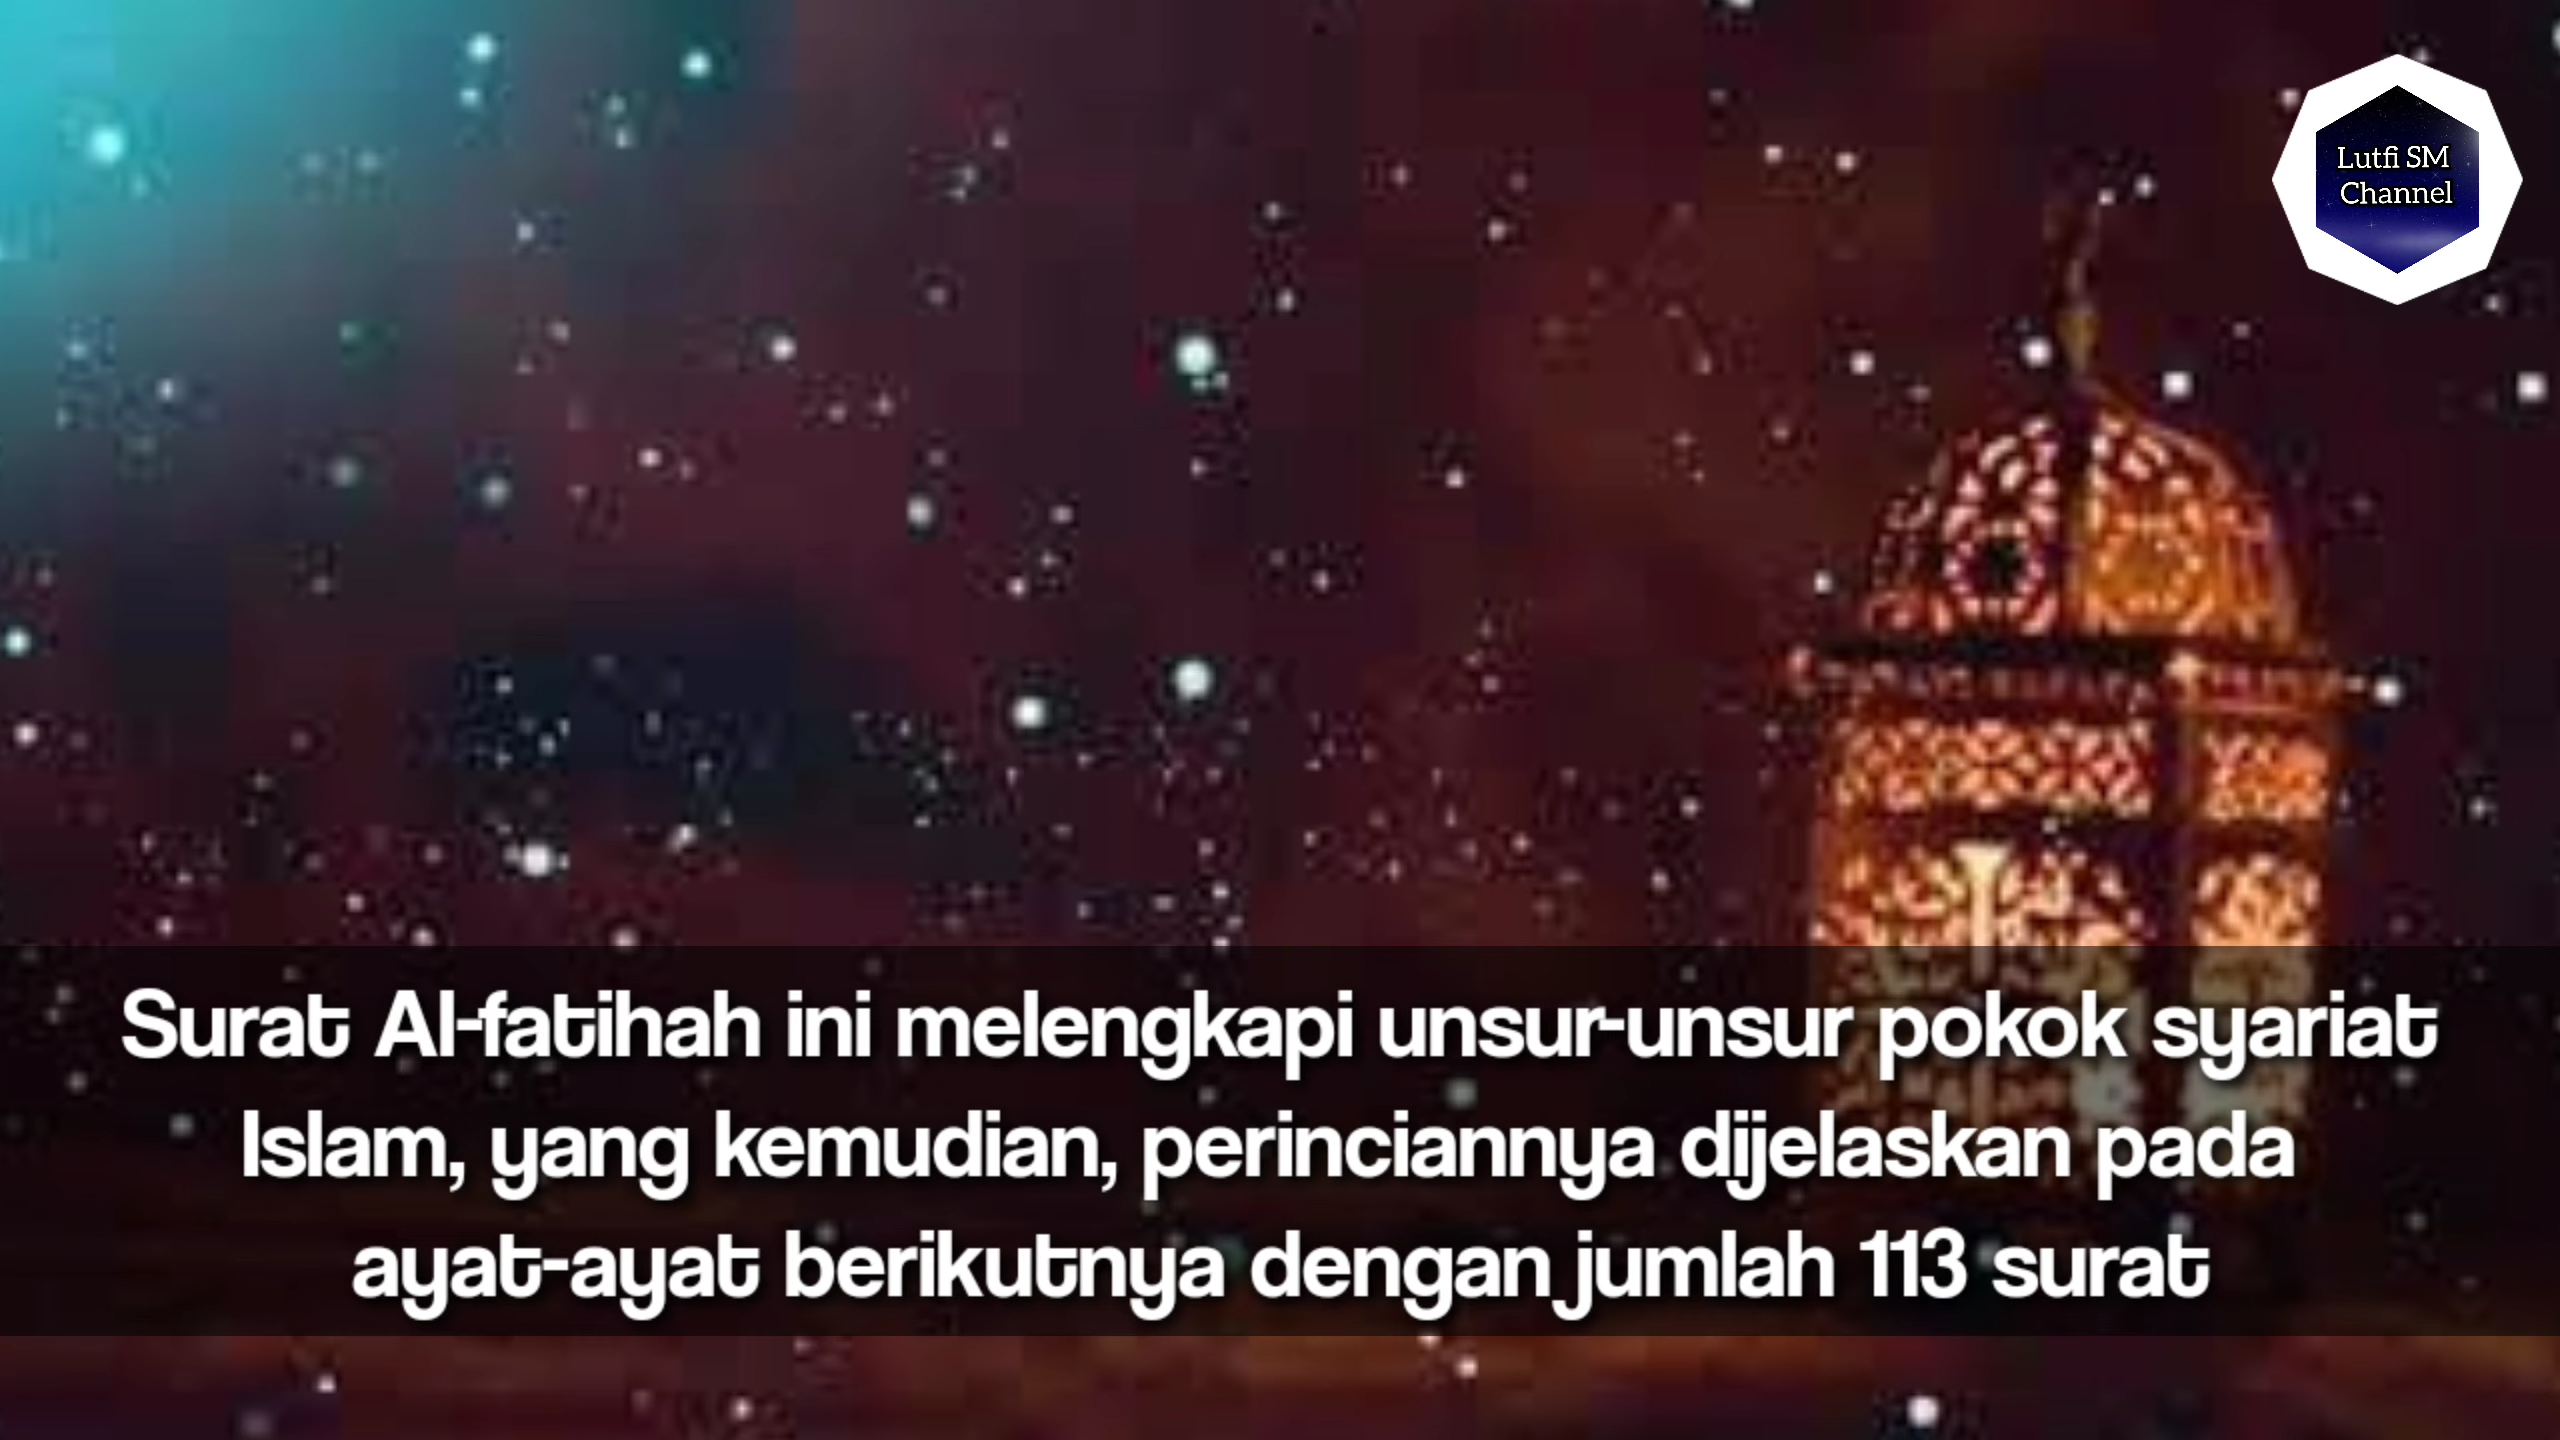 Lutfi SM
Channel
Surat Al-fatihah ini melengkapi unsur-unsur pokok syariat
Islam, yang kemudian, perinciannya dijelaskan pada
ayat-ayat berikutnya dengan jumlah 113 surat